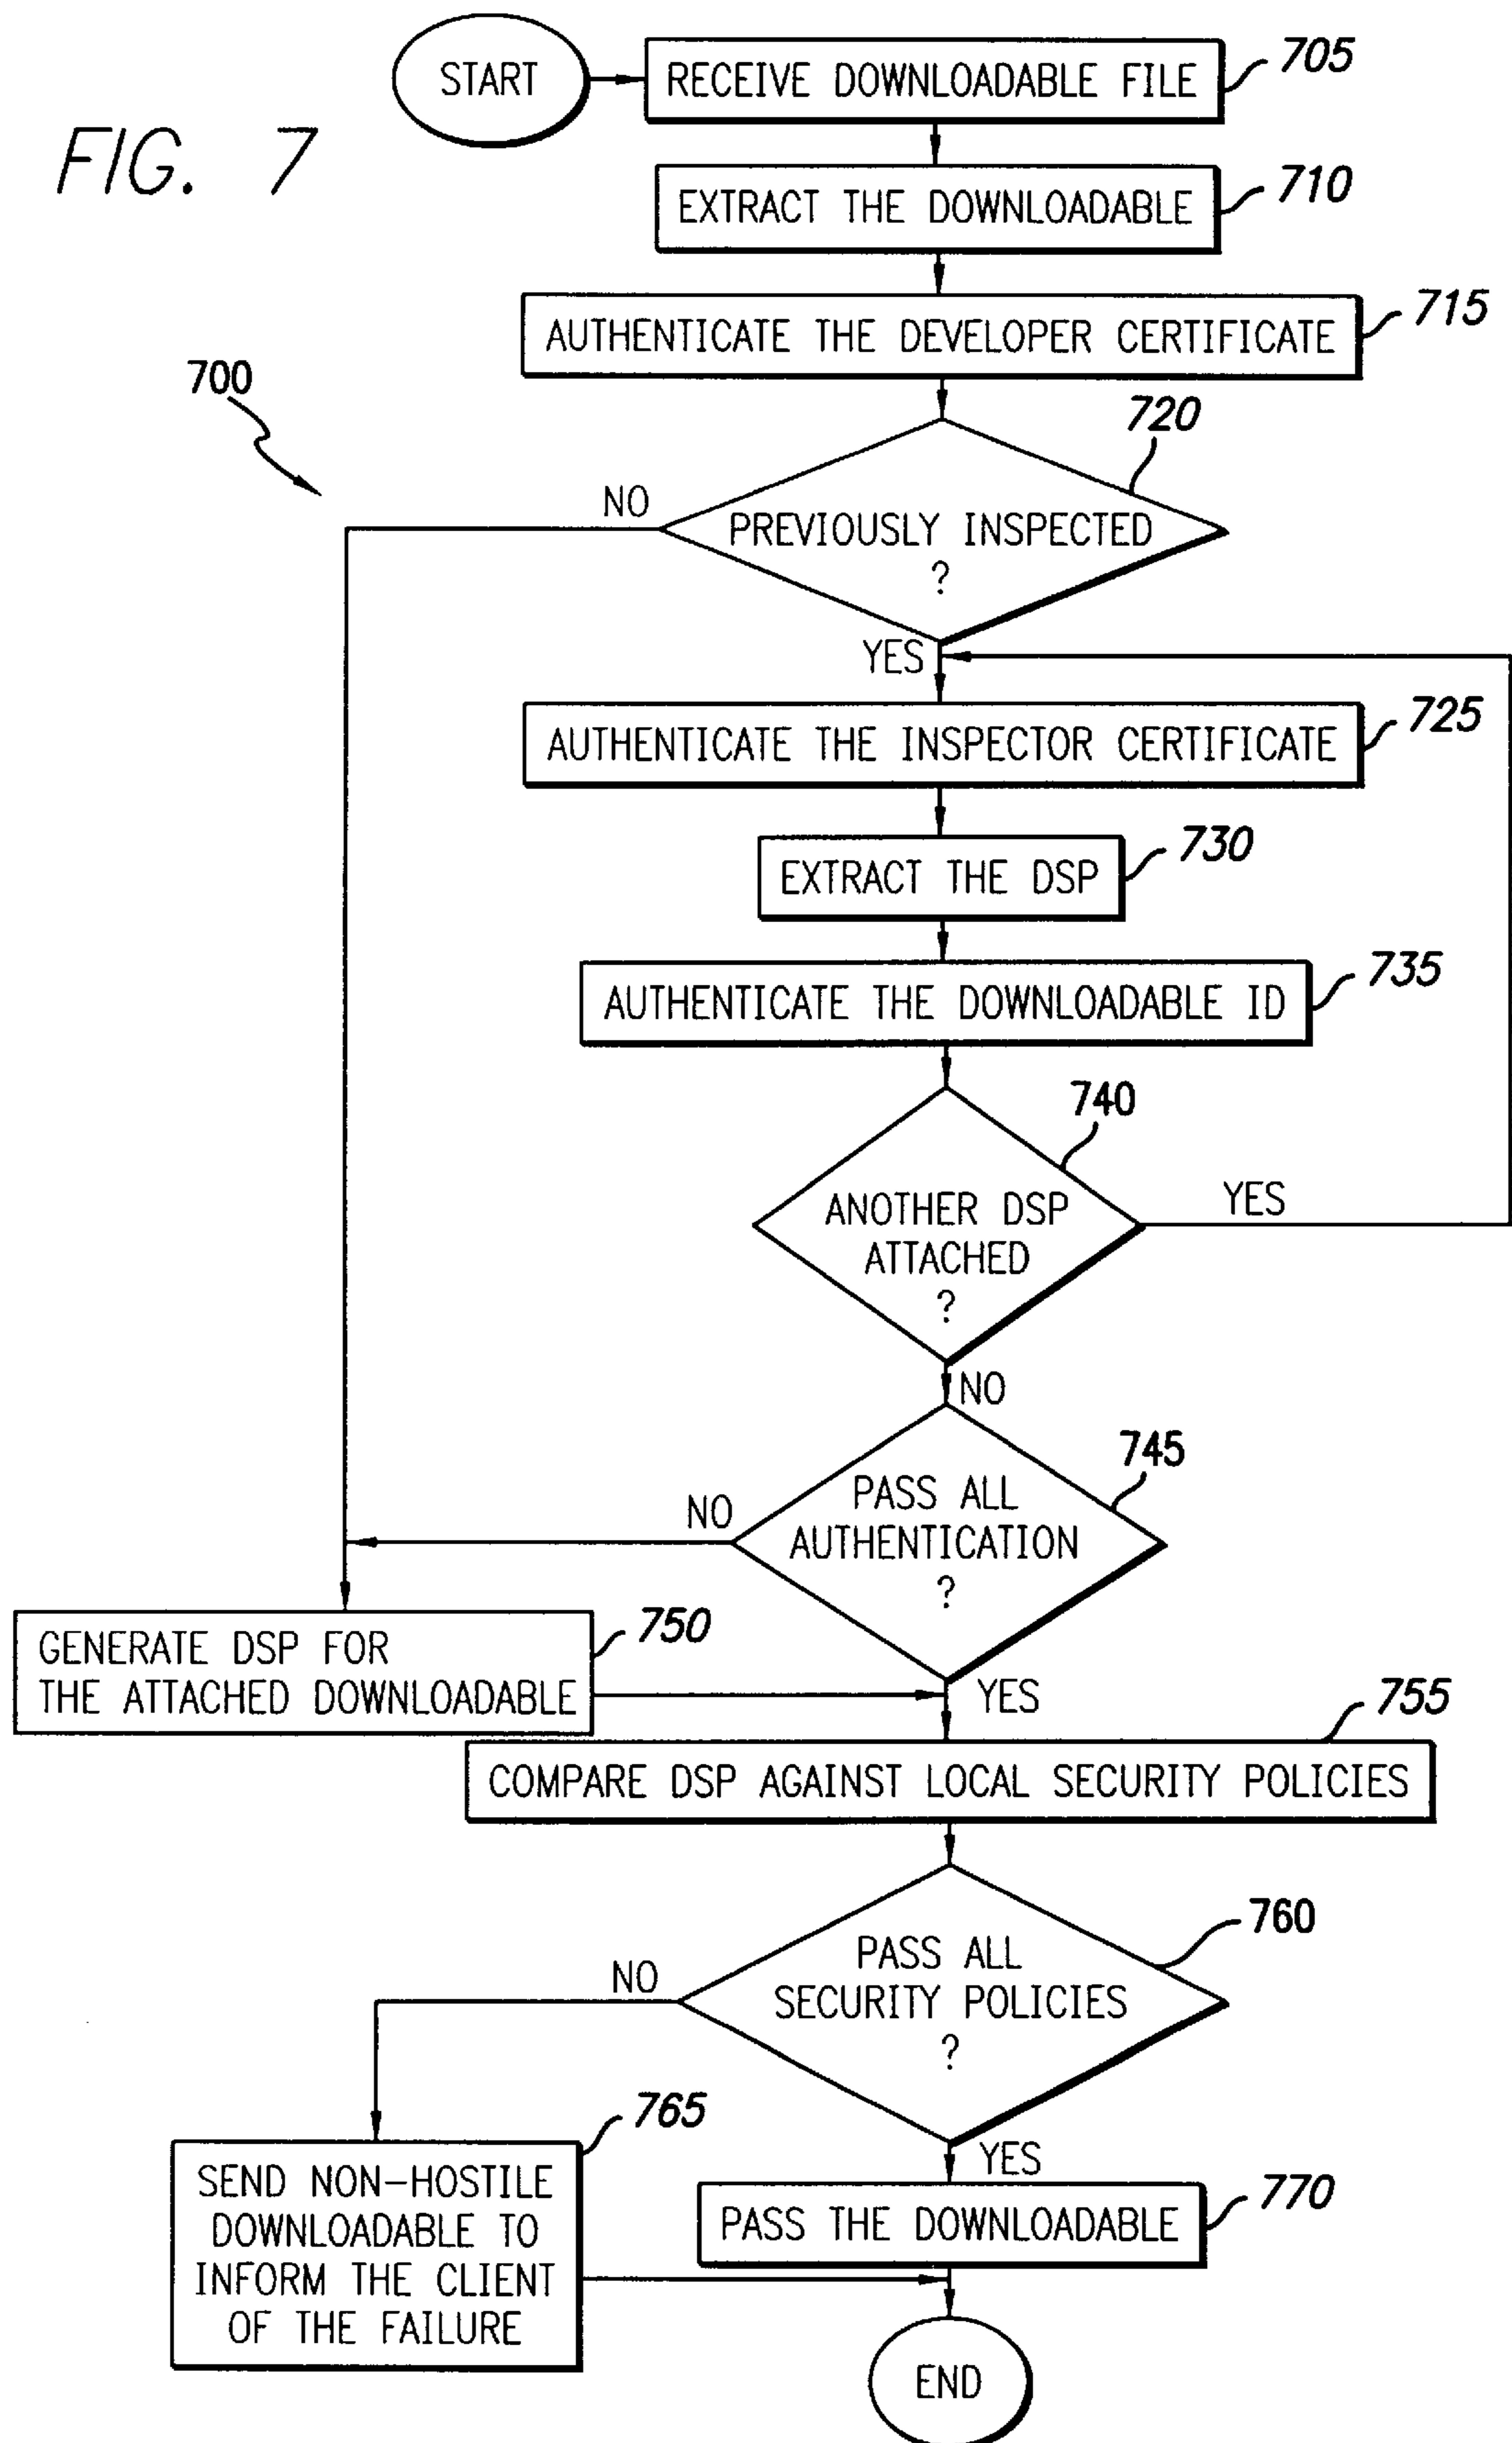 START
RECEIVE DOWNLOADABLE FILE
705
FIG. 7
EXTRACT THE DOWNLOADABLE
710
AUTHENTICATE THE DEVELOPER CERTIFICATE
715
700
720
NO
PREVIOUSLY INSPECTED
?
YES
AUTHENTICATE THE INSPECTOR CERTIFICATE
725
EXTRACT THE DSP
730
AUTHENTICATE THE DOWNLOADABLE ID
735
740
ANOTHER DSP
ATTACHED
?
YES
NO
745
PASS ALL
AUTHENTICATION
?
NO
GENERATE DSP FOR
THE ATTACHED DOWNLOADABLE
750
YES
755
COMPARE DSP AGAINST LOCAL SECURITY POLICIES
760
PASS ALL
SECURITY POLICIES
?
NO
765
SEND NON-HOSTILE
DOWNLOADABLE TO
INFORM THE CLIENT
OF THE FAILURE
YES
PASS THE DOWNLOADABLE
770
END